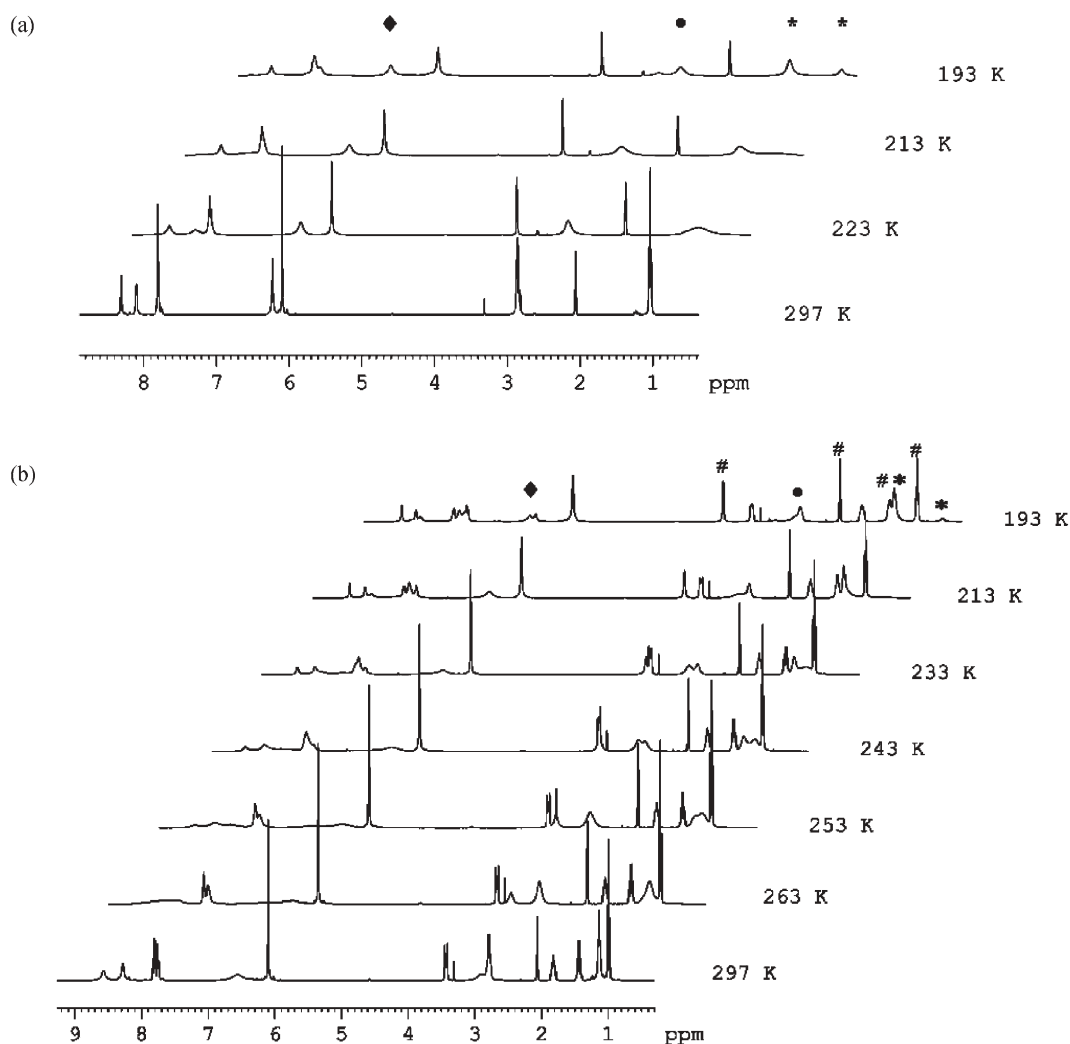 (a)
♦ ● * *
193 K
213 K
223 K
297 K
8 7 6 5 4 3 2 1 ppm
(b)
♦ # ● # # * # *
193 K
213 K
233 K
243 K
253 K
263 K
297 K
9 8 7 6 5 4 3 2 1 ppm